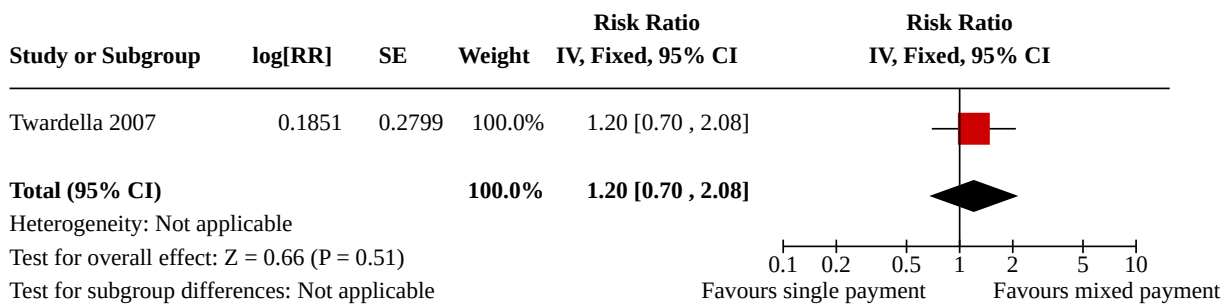 Risk Ratio Risk Ratio
Study or Subgroup log[RR] SE Weight IV, Fixed, 95% CI IV, Fixed, 95% CI
Twardella 2007 0.1851 0.2799 100.0% 1.20 [0.70 , 2.08]
Total (95% CI) 100.0% 1.20 [0.70 , 2.08]
Heterogeneity: Not applicable
Test for overall effect: Z = 0.66 (P = 0.51) 0.1 0.2 0.5 1 2 5 10
Test for subgroup differences: Not applicable Favours single payment Favours mixed payment